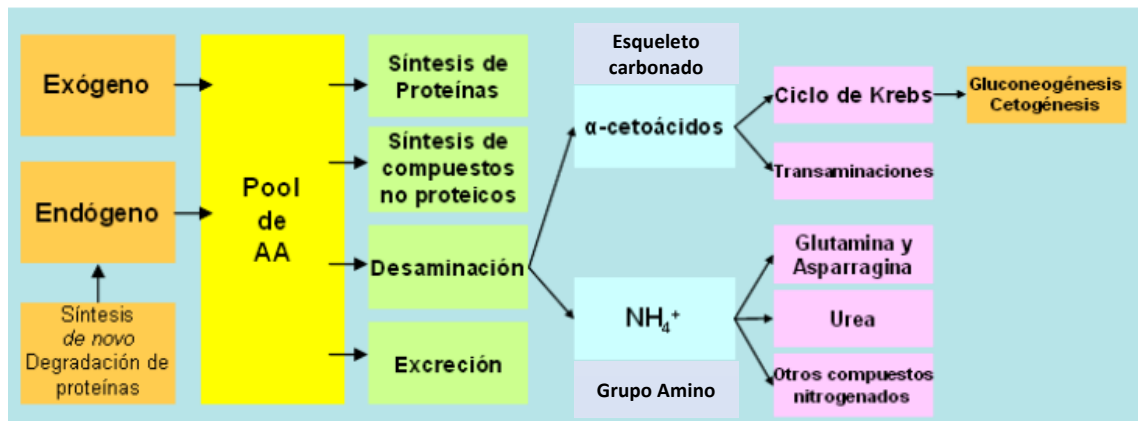 Exógeno
Endógeno
Síntesis
de novo
Degradación de
proteínas
Pool
de
AA
Síntesis de
Proteínas
Síntesis de
compuestos
no proteicos
Desaminación
Excreción
Esqueleto
carbonado
α-cetoácidos
NH₄⁺
Grupo Amino
Ciclo de Krebs
Transaminaciones
Glutamina y
Asparragina
Urea
Otros compuestos
nitrogenados
Gluconeogénesis
Cetogénesis